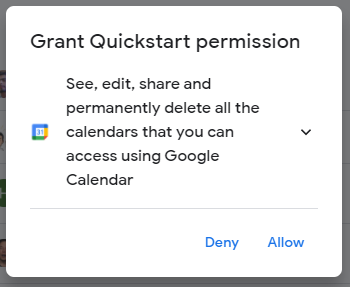 Grant Quickstart permission
See, edit, share and
permanently delete all the
calendars that you can
access using Google
Calendar
31
Deny Allow